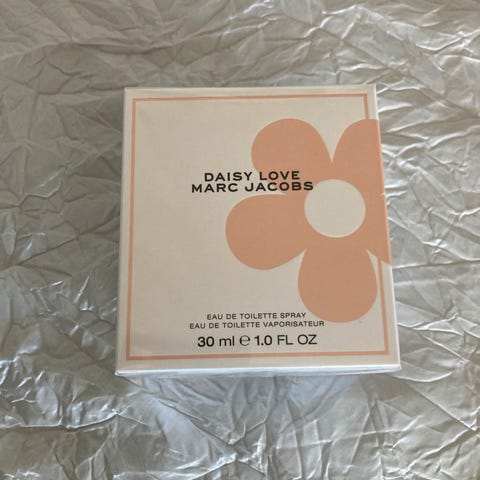 DAISY LOVE
MARC JACOBS
EAU DE TOILETTE SPRAY
EAU DE TOILETTE VAPORISATEUR
30 ml ℮ 1.0 FL OZ